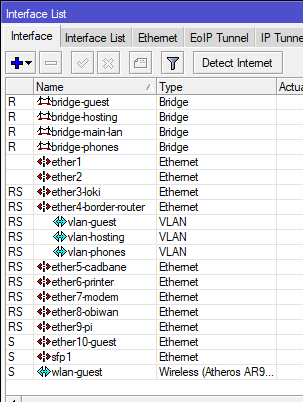 Interface List
Interface Interface List Ethernet EoIP Tunnel IP Tunne
Detect Internet
Name Type Actua
R bridge-guest Bridge
R bridge-hosting Bridge
R bridge-main-lan Bridge
R bridge-phones Bridge
ether1 Ethernet
ether2 Ethernet
RS ether3-loki Ethernet
RS ether4-border-router Ethernet
RS vlan-guest VLAN
RS vlan-hosting VLAN
RS vlan-phones VLAN
RS ether5-cadbane Ethernet
RS ether6-printer Ethernet
RS ether7-modem Ethernet
RS ether8-obiwan Ethernet
RS ether9-pi Ethernet
S ether10-guest Ethernet
S sfp1 Ethernet
S wlan-guest Wireless (Atheros AR9...